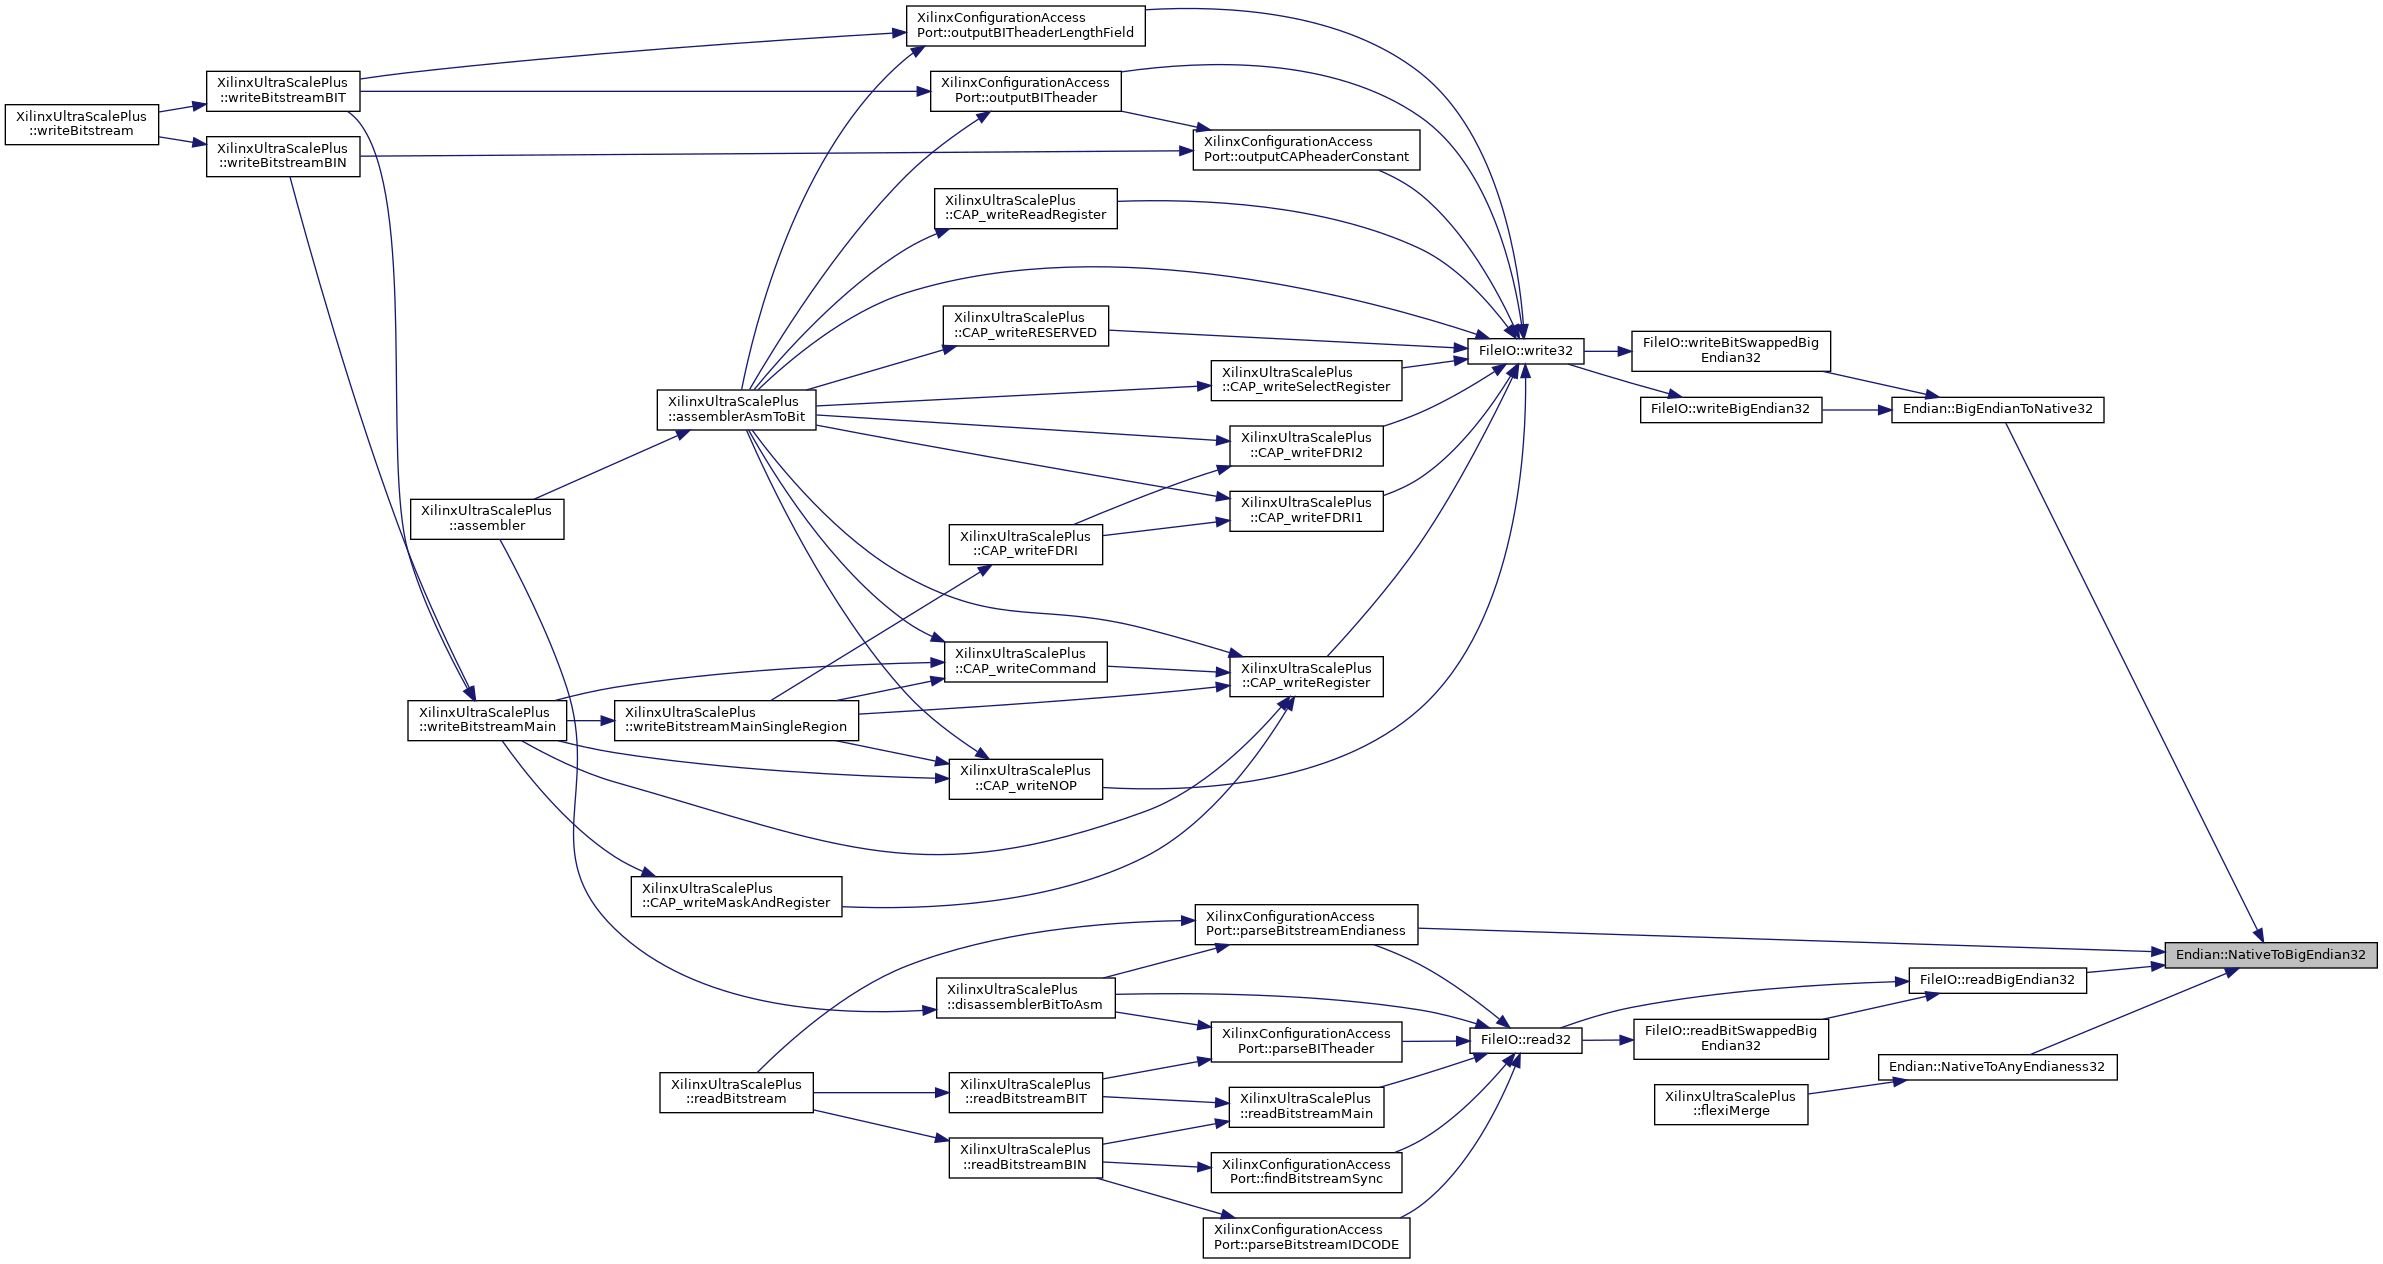 XilinxConfigurationAccess
Port::outputBITheaderLengthField
XilinxUltraScalePlus
::writeBitstreamBIT
XilinxConfigurationAccess
Port::outputBITheader
XilinxUltraScalePlus
::writeBitstream
XilinxUltraScalePlus
::writeBitstreamBIN
XilinxConfigurationAccess
Port::outputCAPheaderConstant
XilinxUltraScalePlus
::CAP_writeReadRegister
XilinxUltraScalePlus
::CAP_writeRESERVED
FileIO::write32
FileIO::writeBitSwappedBig
Endian32
XilinxUltraScalePlus
::CAP_writeSelectRegister
XilinxUltraScalePlus
::assemblerAsmToBit
FileIO::writeBigEndian32
Endian::BigEndianToNative32
XilinxUltraScalePlus
::CAP_writeFDRI2
XilinxUltraScalePlus
::assembler
XilinxUltraScalePlus
::CAP_writeFDRI1
XilinxUltraScalePlus
::CAP_writeFDRI
XilinxUltraScalePlus
::CAP_writeCommand
XilinxUltraScalePlus
::CAP_writeRegister
XilinxUltraScalePlus
::writeBitstreamMain
XilinxUltraScalePlus
::writeBitstreamMainSingleRegion
XilinxUltraScalePlus
::CAP_writeNOP
XilinxUltraScalePlus
::CAP_writeMaskAndRegister
XilinxConfigurationAccess
Port::parseBitstreamEndianess
Endian::NativeToBigEndian32
XilinxUltraScalePlus
::disassemblerBitToAsm
FileIO::readBigEndian32
XilinxConfigurationAccess
Port::parseBITheader
FileIO::read32
FileIO::readBitSwappedBig
Endian32
Endian::NativeToAnyEndianess32
XilinxUltraScalePlus
::readBitstream
XilinxUltraScalePlus
::readBitstreamBIT
XilinxUltraScalePlus
::readBitstreamMain
XilinxUltraScalePlus
::flexiMerge
XilinxUltraScalePlus
::readBitstreamBIN
XilinxConfigurationAccess
Port::findBitstreamSync
XilinxConfigurationAccess
Port::parseBitstreamIDCODE